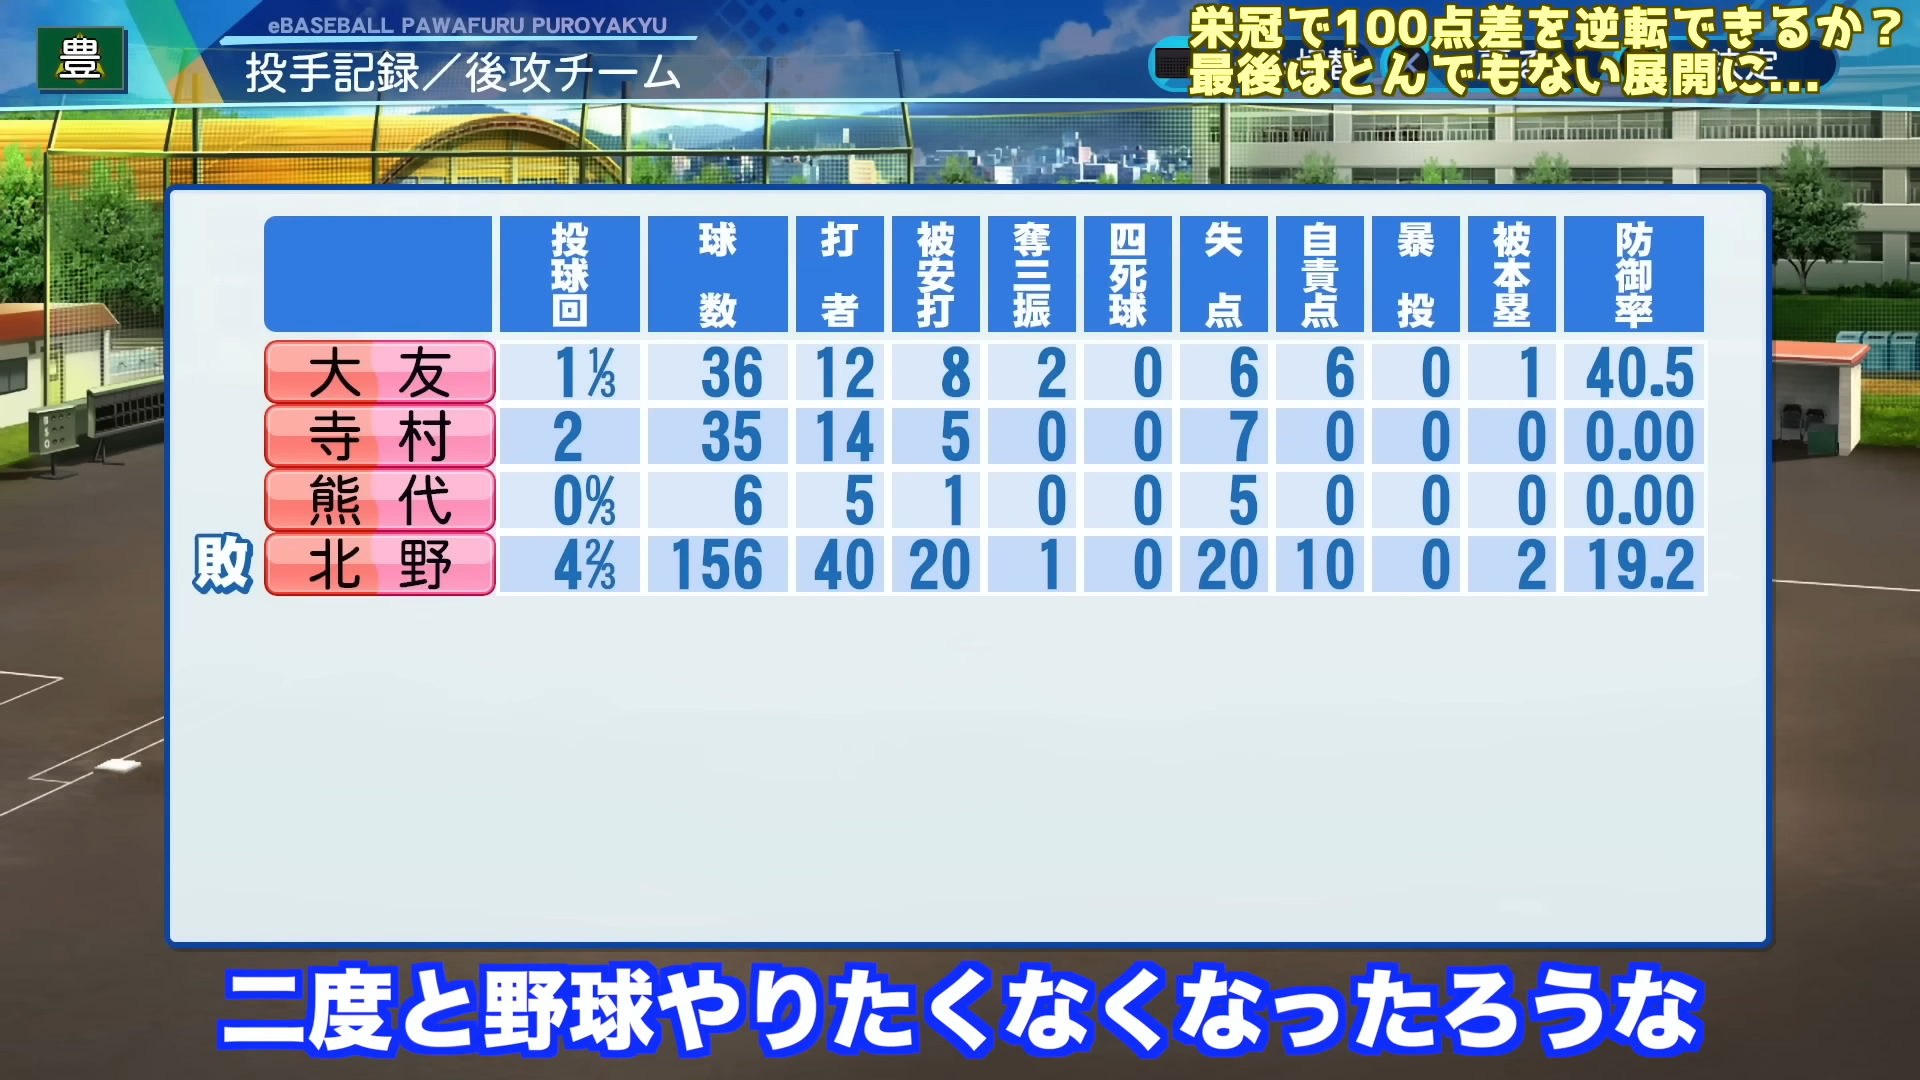 豊
eBASEBALL PAWAFURU PUROYAKYU
投手記録／後攻チーム
栄冠で100点差を逆転できるか？
最後はとんでもない展開に...
投球回 球数 打者 被安打 奪三振 四死球 失点 自責点 暴投 被本塁 防御率
大友 1 1/3 36 12 8 2 0 6 6 0 1 40.5
寺村 2 35 14 5 0 0 7 0 0 0 0.00
熊代 0 0/3 6 5 1 0 0 5 0 0 0 0.00
敗 北野 4 2/3 156 40 20 1 0 20 10 0 2 19.2
二度と野球やりたくなくなったろうな